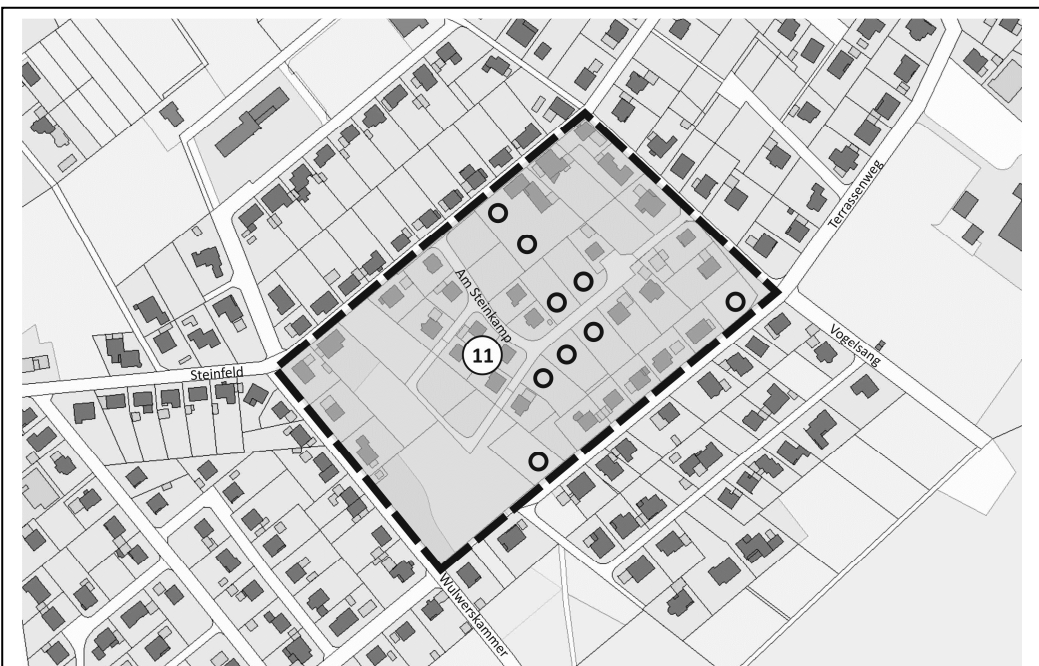 Terrassenweg
Am Steinkamp
Vogelsang
11
Steinfeld
Wulwerskammer